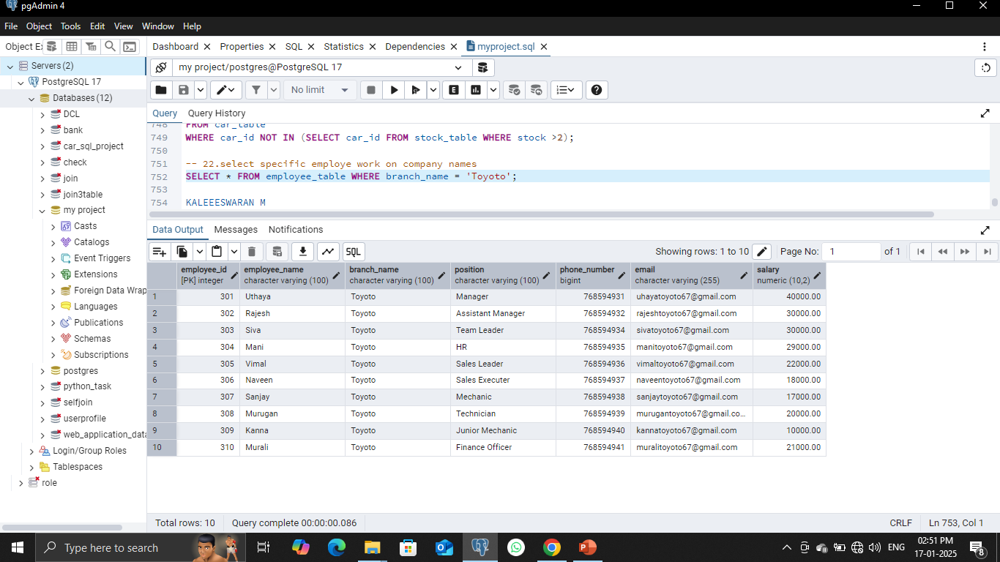 pgAdmin 4
File Object Tools Edit View Window Help
Object Ex
Dashboard Properties SQL Statistics Dependencies myproject.sql
Servers (2)
PostgreSQL 17
Databases (12)
DCL
bank
car_sql_project
check
join
join3table
my project
Casts
Catalogs
Event Triggers
Extensions
Foreign Data Wrap
Languages
Publications
Schemas
Subscriptions
postgres
python_task
selfjoin
userprofile
web_application_data
Login/Group Roles
Tablespaces
role
my project/postgres@PostgreSQL 17
No limit
Query Query History
748 FROM car_table
749 WHERE car_id NOT IN (SELECT car_id FROM stock_table WHERE stock >2);
750
751 -- 22.select specific employe work on company names
752 SELECT * FROM employee_table WHERE branch_name = 'Toyoto';
753
754 KALEEESWARAN M
Data Output Messages Notifications
SQL Showing rows: 1 to 10 Page No: 1 of 1
employee_id employee_name branch_name position phone_number email salary
[PK] integer character varying (100) character varying (100) character varying (100) bigint character varying (255) numeric (10,2)
1 301 Uthaya Toyoto Manager 768594931 uhayatoyoto67@gmail.com 40000.00
2 302 Rajesh Toyoto Assistant Manager 768594932 rajeshtoyoto67@gmail.com 30000.00
3 303 Siva Toyoto Team Leader 768594934 sivatoyoto67@gmail.com 30000.00
4 304 Mani Toyoto HR 768594935 manitoyoto67@gmail.com 29000.00
5 305 Vimal Toyoto Sales Leader 768594936 vimaltoyoto67@gmail.com 22000.00
6 306 Naveen Toyoto Sales Executer 768594937 naveentoyoto67@gmail.com 18000.00
7 307 Sanjay Toyoto Mechanic 768594938 sanjaytoyoto67@gmail.com 17000.00
8 308 Murugan Toyoto Technician 768594939 murugantoyoto67@gmail.co... 20000.00
9 309 Kanna Toyoto Junior Mechanic 768594940 kannatoyoto67@gmail.com 10000.00
10 310 Murali Toyoto Finance Officer 768594941 muralitoyoto67@gmail.com 21000.00
Total rows: 10 Query complete 00:00:00.086 CRLF Ln 753, Col 1
Type here to search
ENG
02:51 PM
17-01-2025
8